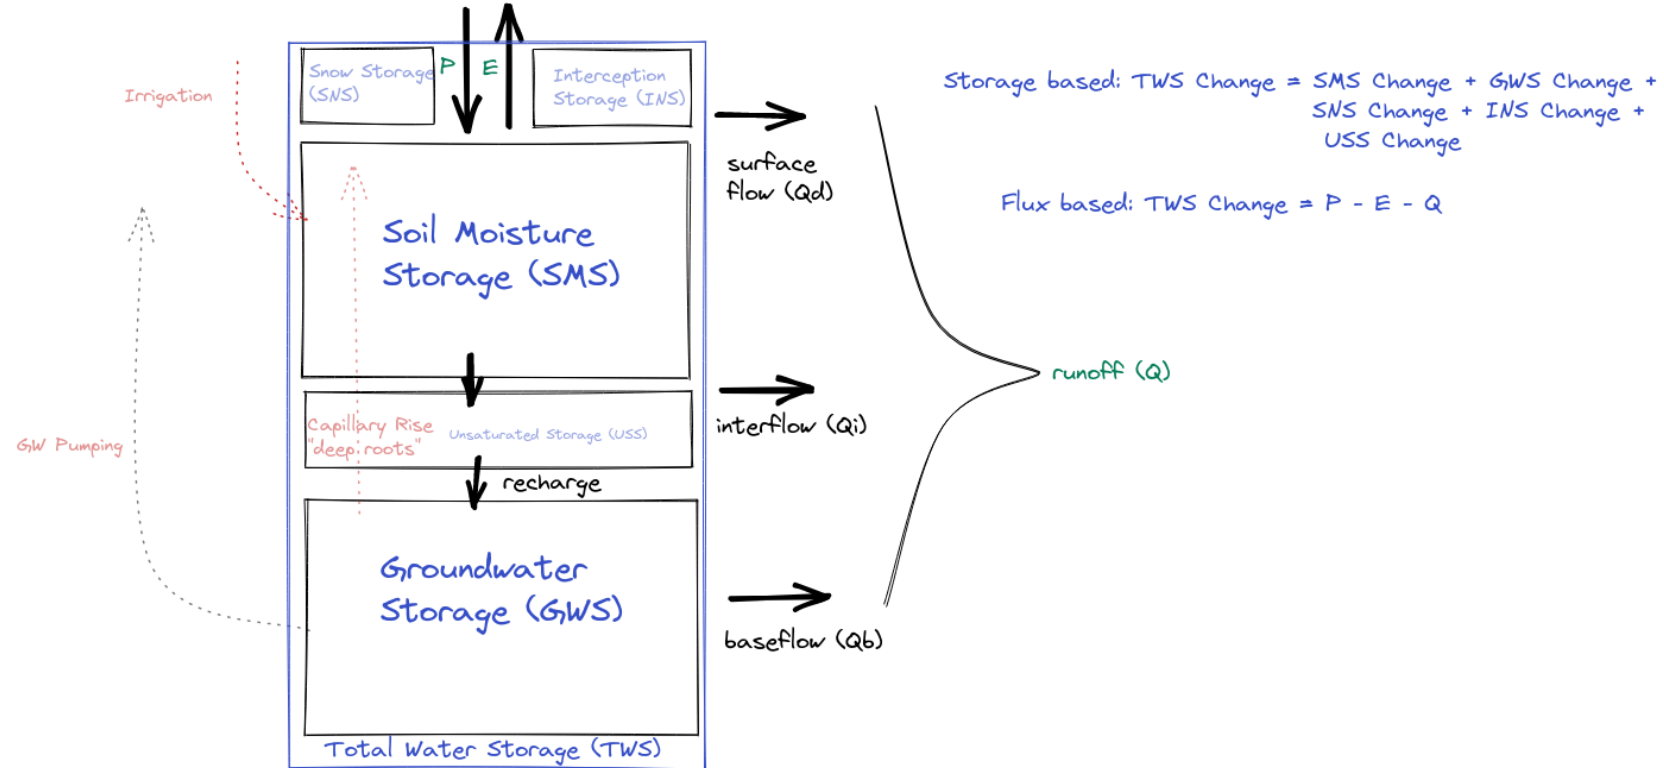 Snow Storage
(SNS)
P
E
Interception
Storage (INS)
Irrigation
surface
flow (Qd)
Soil Moisture
Storage (SMS)
Capillary Rise
"deep roots"
Unsaturated Storage (USS)
interflow (Qi)
GW Pumping
recharge
Groundwater
Storage (GWS)
baseflow (Qb)
Total Water Storage (TWS)
runoff (Q)
Storage based: TWS Change = SMS Change + GWS Change +
SNS Change + INS Change +
USS Change
Flux based: TWS Change = P - E - Q